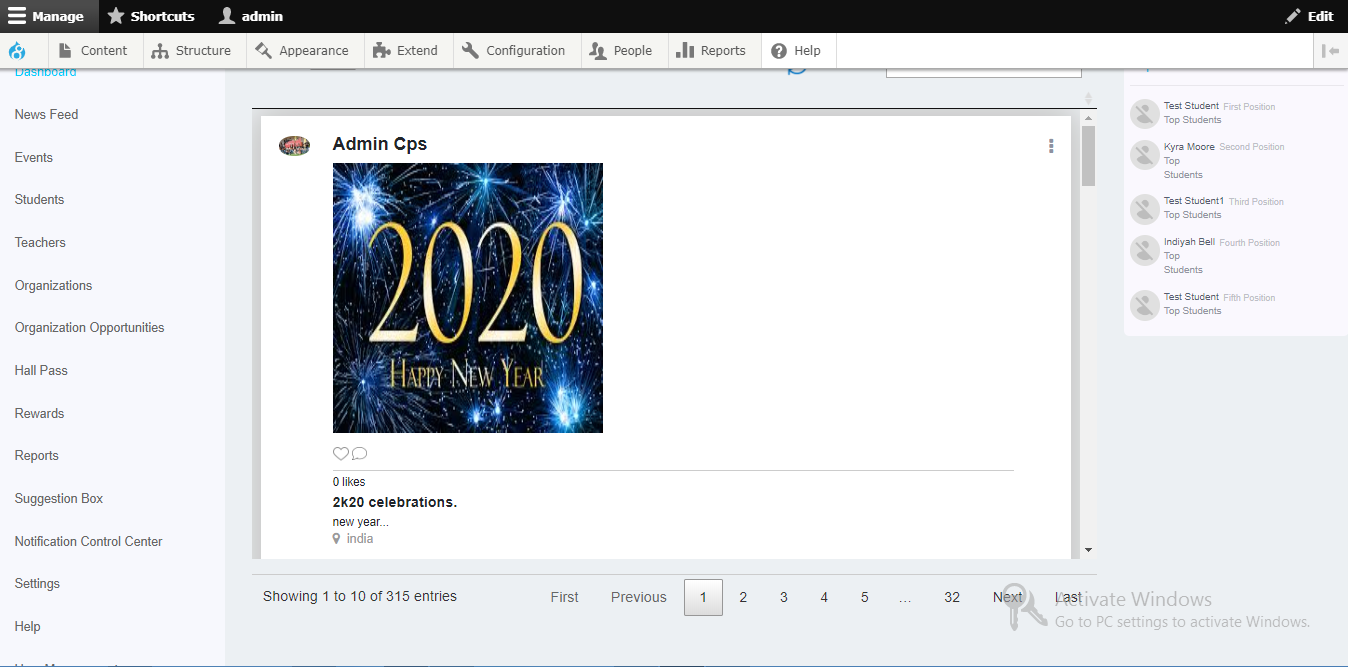 Manage Shortcuts admin Edit
Content Structure Appearance Extend Configuration People Reports Help
Dashboard
News Feed
Events
Students
Teachers
Organizations
Organization Opportunities
Hall Pass
Rewards
Reports
Suggestion Box
Notification Control Center
Settings
Help
Admin Cps
2020
Happy New Year
0 likes
2k20 celebrations.
new year...
india
Showing 1 to 10 of 315 entries
First Previous 1 2 3 4 5 ... 32 Next Last
Test Student First Position
Top Students
Kyra Moore Second Position
Top
Students
Test Student1 Third Position
Top Students
Indiyah Bell Fourth Position
Top
Students
Test Student Fifth Position
Top Students
Activate Windows
Go to PC settings to activate Windows.